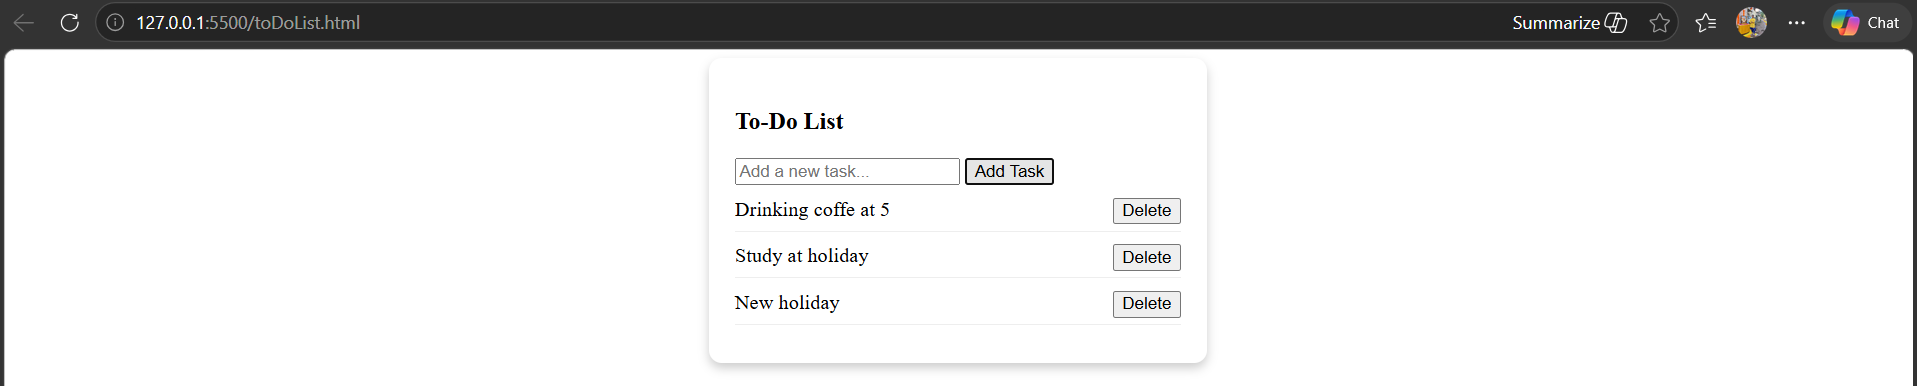 127.0.0.1:5500/toDoList.html Summarize Chat
To-Do List
Add a new task... Add Task
Drinking coffe at 5 Delete
Study at holiday Delete
New holiday Delete